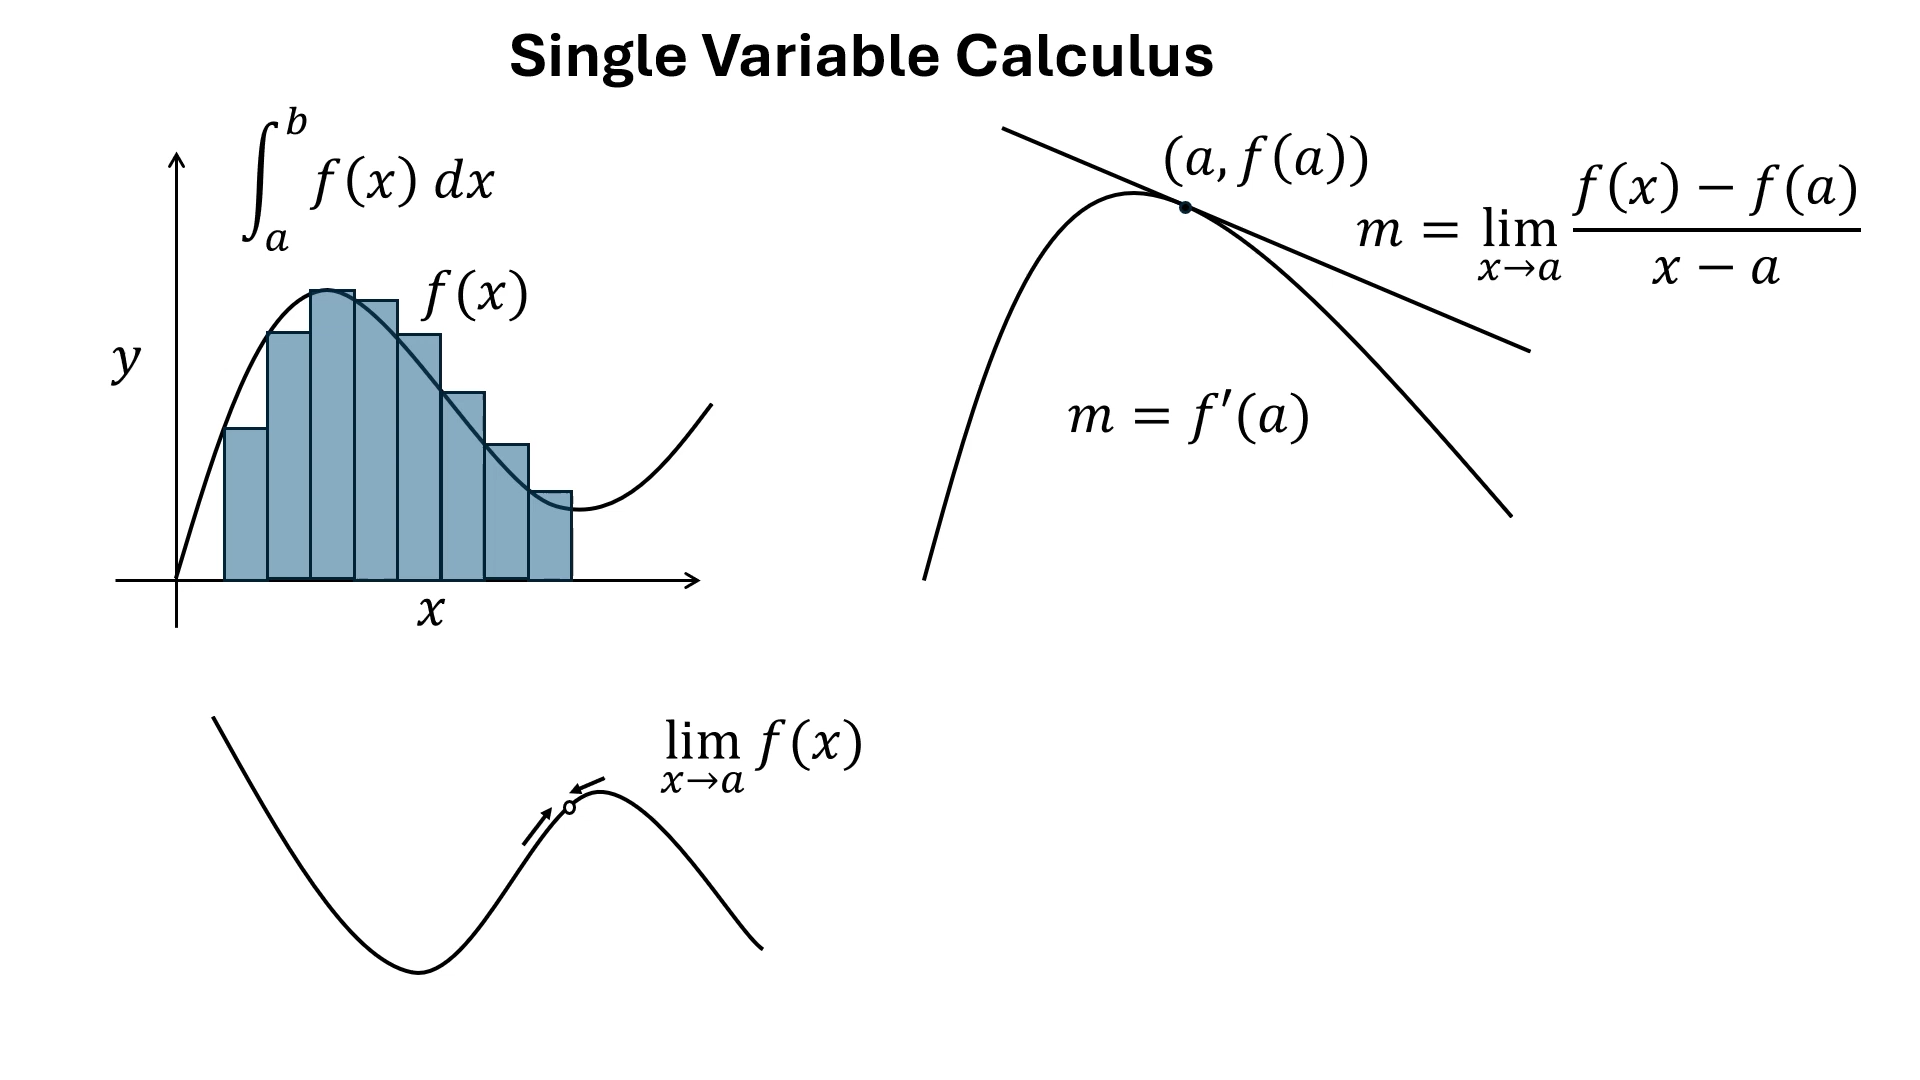 Single Variable Calculus
∫_a^b f(x) dx
f(x)
y
x
(a, f(a))
m = lim_{x→a} (f(x) − f(a))/(x − a)
m = f′(a)
lim_{x→a} f(x)